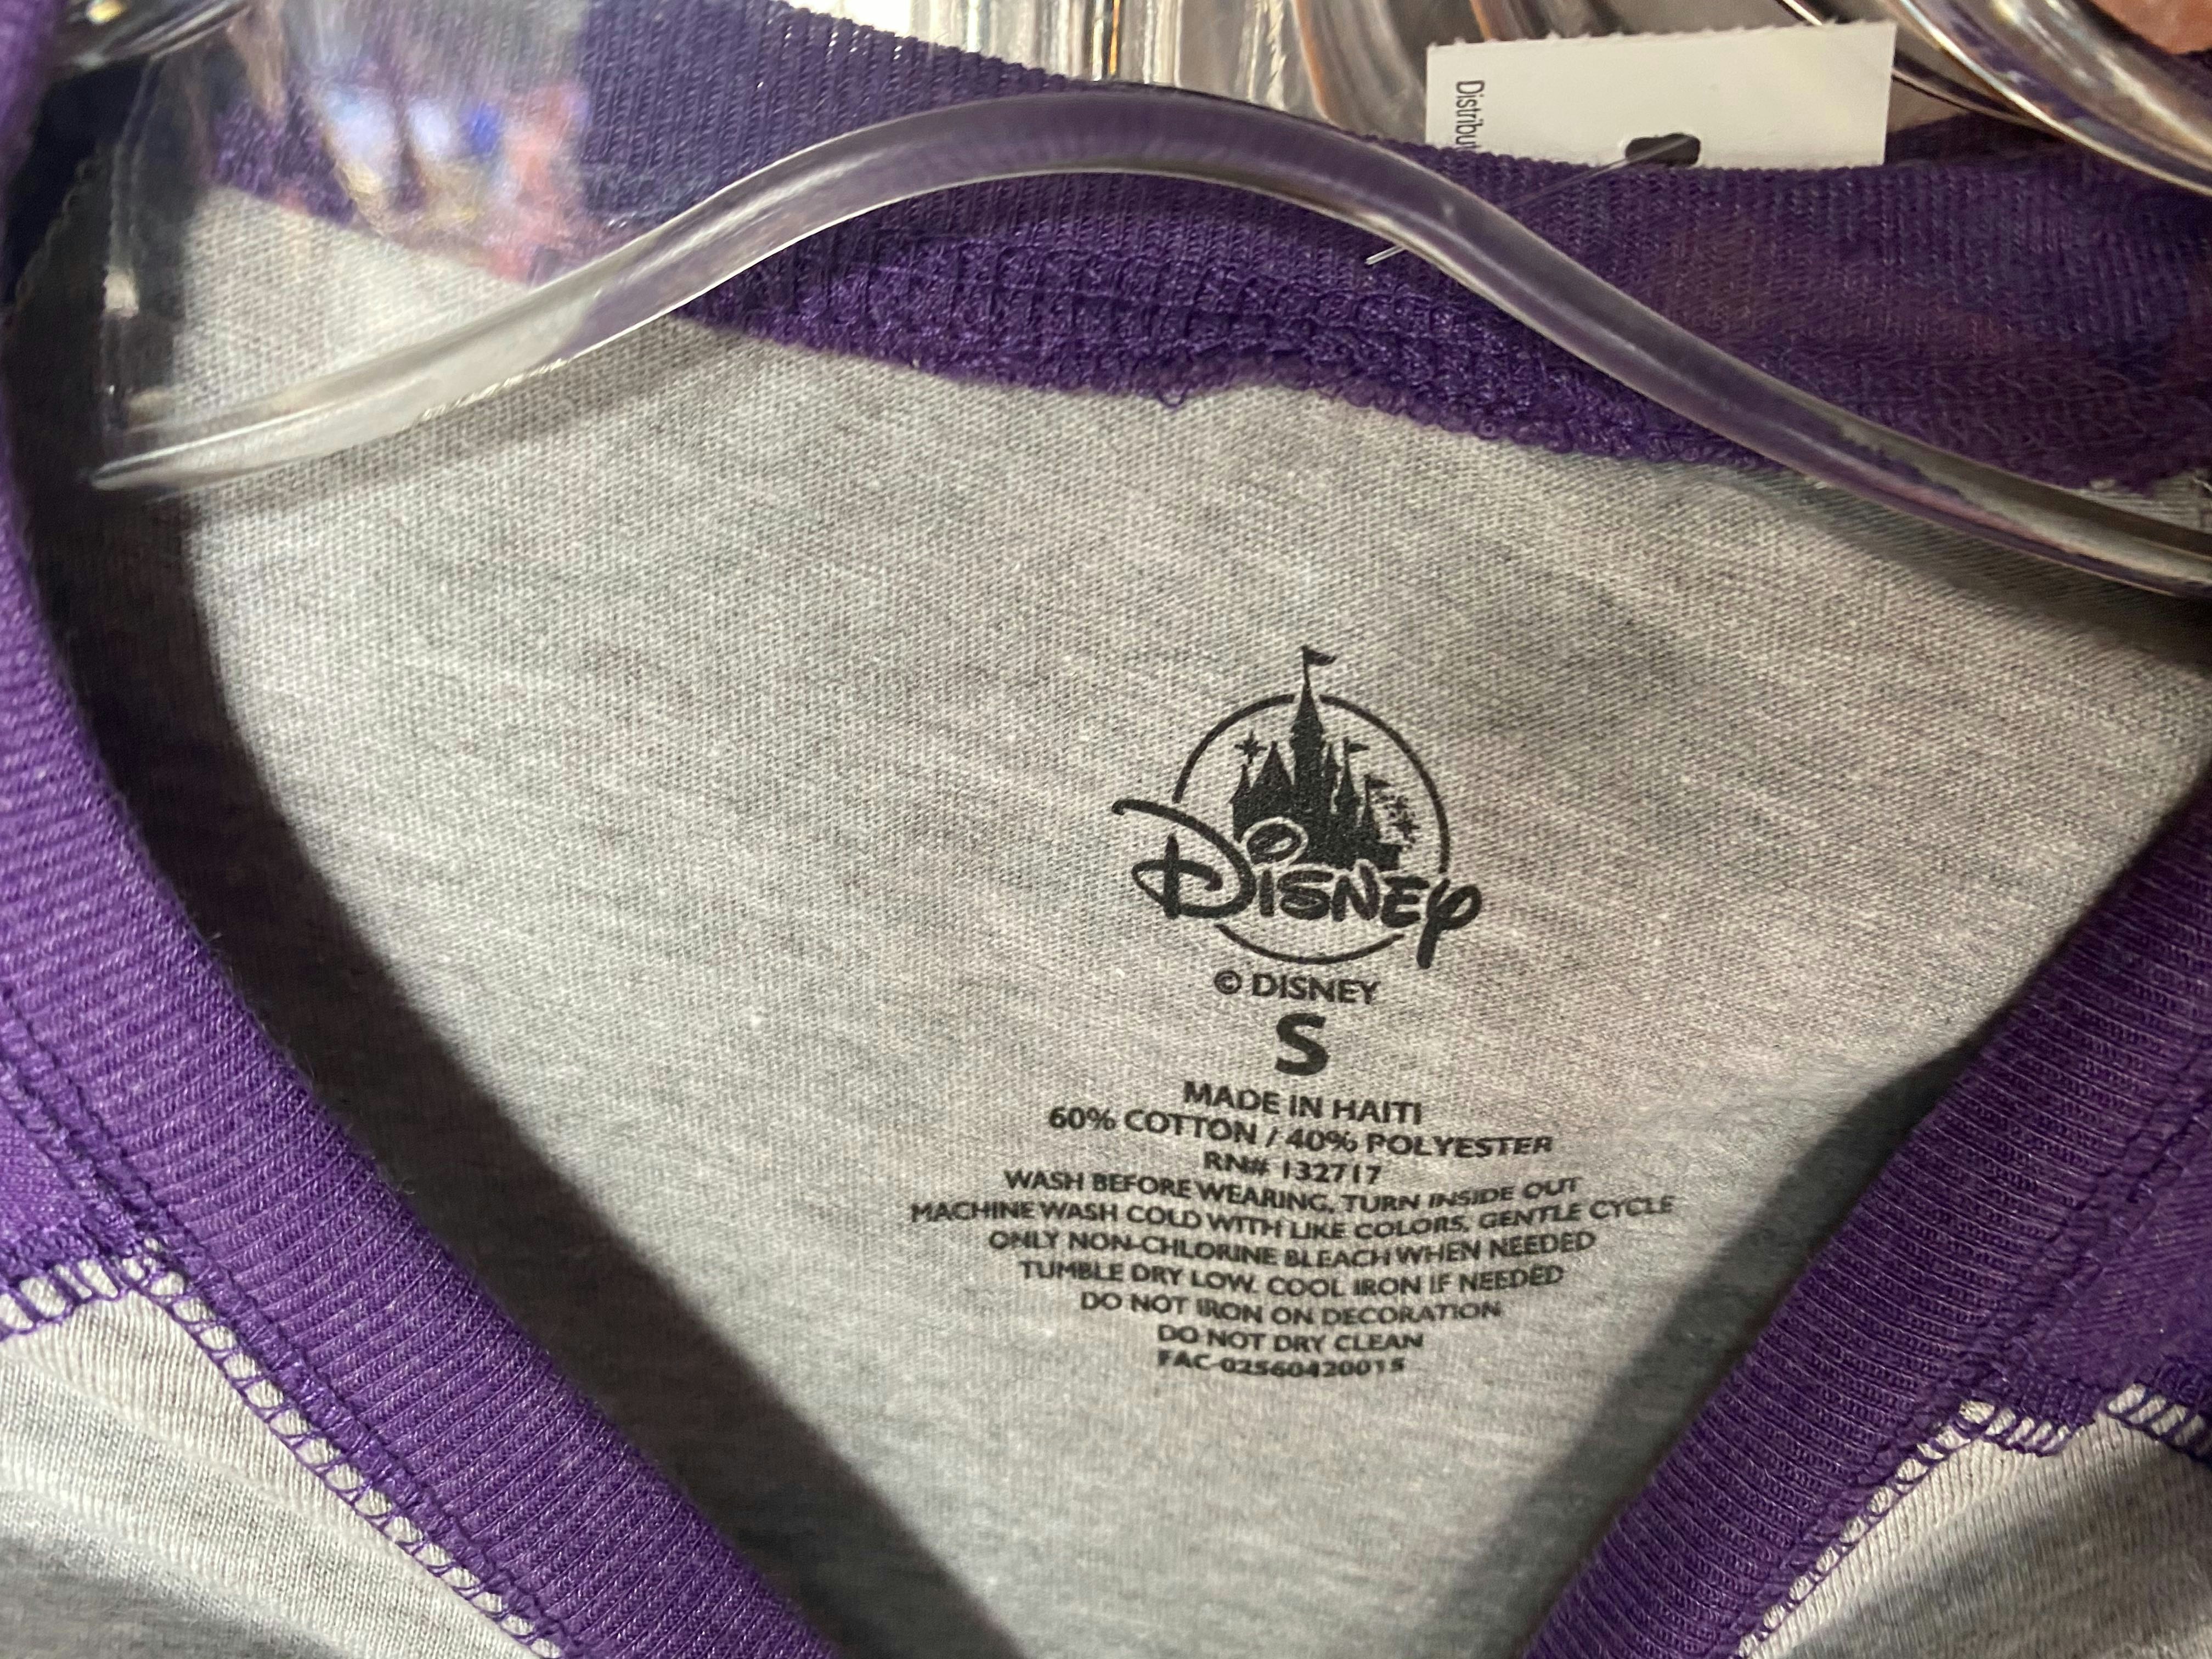 Distribu
Disney
© DISNEY
S
MADE IN HAITI
60% COTTON / 40% POLYESTER
RN# 132717
WASH BEFORE WEARING, TURN INSIDE OUT
MACHINE WASH COLD WITH LIKE COLORS, GENTLE CYCLE
ONLY NON-CHLORINE BLEACH WHEN NEEDED
TUMBLE DRY LOW. COOL IRON IF NEEDED
DO NOT IRON ON DECORATION
DO NOT DRY CLEAN
FAC-02560420015